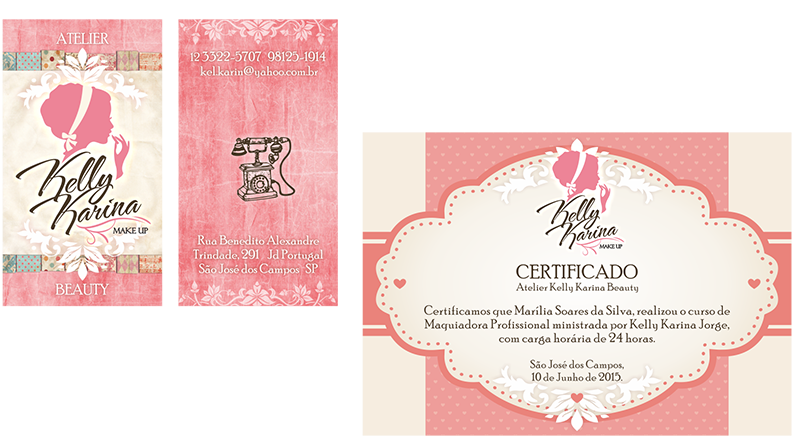 ATELIER
Kelly
Karina
MAKE UP
BEAUTY
12 3322-5707 98125-1914
kel.karin@yahoo.com.br
Rua Benedito Alexandre
Trindade, 291 Jd Portugal
São José dos Campos SP
Kelly
Karina
MAKE UP
CERTIFICADO
Atelier Kelly Karina Beauty
Certificamos que Marília Soares da Silva, realizou o curso de
Maquiadora Profissional ministrada por Kelly Karina Jorge,
com carga horária de 24 horas.
São José dos Campos,
10 de Junho de 2015.